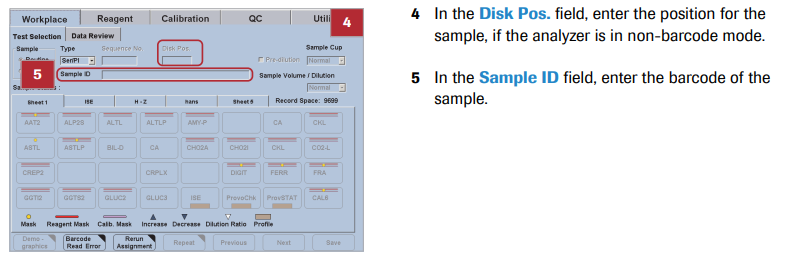 Workplace Reagent Calibration QC Utili
4
Test Selection Data Review
Sample Type Sequence No. Disk Pos. Sample Cup
Routine Ser/Pl Pre-dilution Normal
5
Sample ID Sample Volume / Dilution
Normal
Sheet 1 ISE H - Z hans Sheet 5 Record Space: 9699
AAT2 ALP2S ALTL ALTLP AMY-P CA CKL
ASTL ASTLP BIL-D CA CHO2A CHO2I CKL CO2-L
CREP2 CRPLX DIGIT FERR FRA
GGTG GGTS2 GLUC2 GLUC3 ISE ProvaChk ProvSTAT CAL6
Mask Reagent Mask Calib. Mask Increase Decrease Dilution Ratio Profile
Demo - graphics Barcode Read Error Rerun Assignment Repeat Previous Next Save
4 In the Disk Pos. field, enter the position for the
sample, if the analyzer is in non-barcode mode.
5 In the Sample ID field, enter the barcode of the
sample.